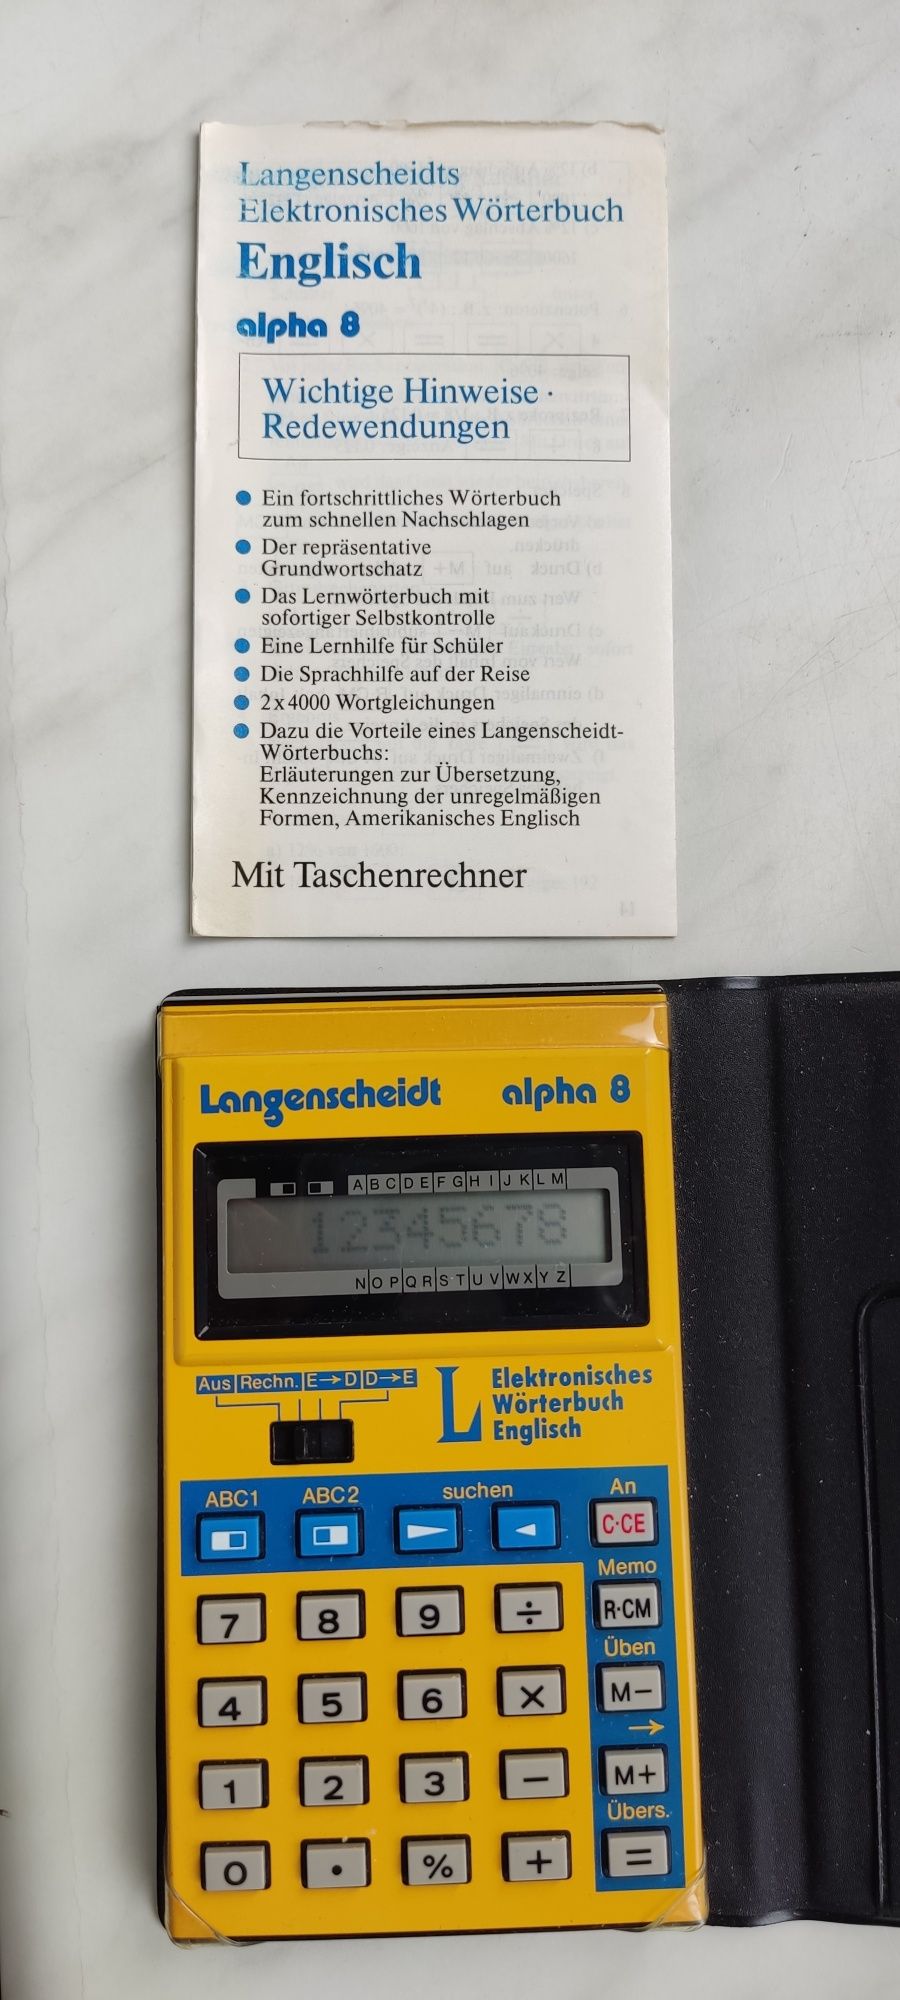 Langenscheidts
Elektronisches Wörterbuch
Englisch
alpha 8
Wichtige Hinweise ·
Redewendungen
Ein fortschrittliches Wörterbuch
zum schnellen Nachschlagen
Der repräsentative
Grundwortschatz
Das Lernwörterbuch mit
sofortiger Selbstkontrolle
Eine Lernhilfe für Schüler
Die Sprachhilfe auf der Reise
2x4000 Wortgleichungen
Dazu die Vorteile eines Langenscheidt-
Wörterbuchs:
Erläuterungen zur Übersetzung,
Kennzeichnung der unregelmäßigen
Formen, Amerikanisches Englisch
Mit Taschenrechner
Langenscheidt alpha 8
A|B C|D E|F G|H I|J K|L M|
12345678
N|O P|Q R|S T|U V|W X|Y Z|
Aus|Rechn.|E→D|D→E
L Elektronisches
Wörterbuch
Englisch
ABC1 ABC2 suchen An
C·CE
Memo
7 8 9 ÷ R·CM
Üben
4 5 6 × M−
→
1 2 3 − M+
Übers.
0 · % + =